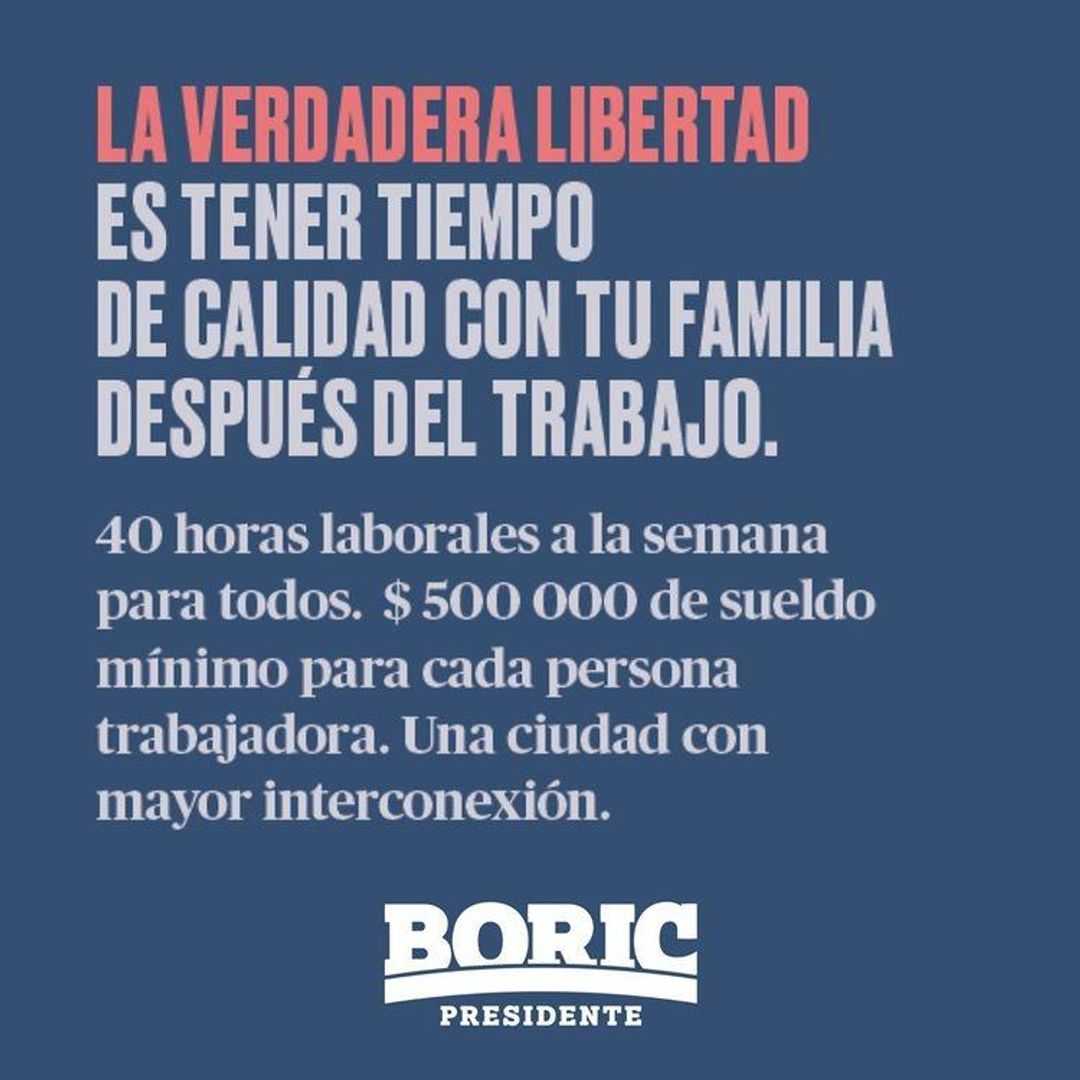 LA VERDADERA LIBERTAD
ES TENER TIEMPO
DE CALIDAD CON TU FAMILIA
DESPUÉS DEL TRABAJO.
40 horas laborales a la semana
para todos. $ 500 000 de sueldo
mínimo para cada persona
trabajadora. Una ciudad con
mayor interconexión.
BORIC
PRESIDENTE